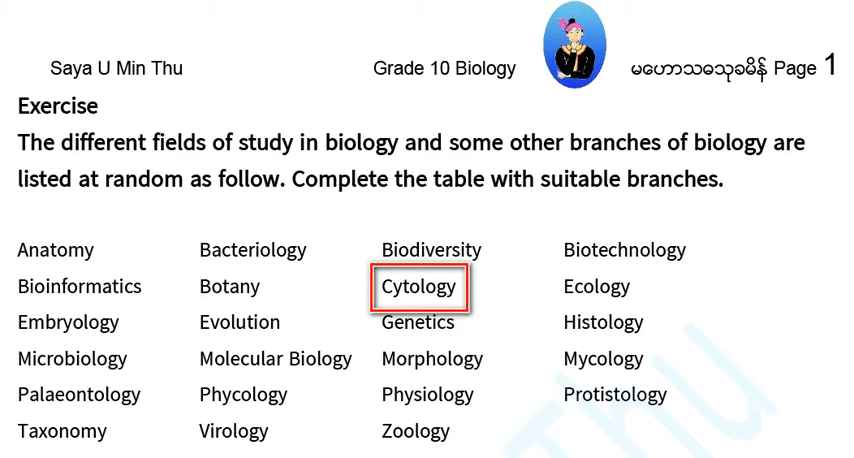 Saya U Min Thu Grade 10 Biology မဟောသဓသုခမိန် Page 1
Exercise
The different fields of study in biology and some other branches of biology are
listed at random as follow. Complete the table with suitable branches.
Anatomy Bacteriology Biodiversity Biotechnology
Bioinformatics Botany Cytology Ecology
Embryology Evolution Genetics Histology
Microbiology Molecular Biology Morphology Mycology
Palaeontology Phycology Physiology Protistology
Taxonomy Virology Zoology
Thu